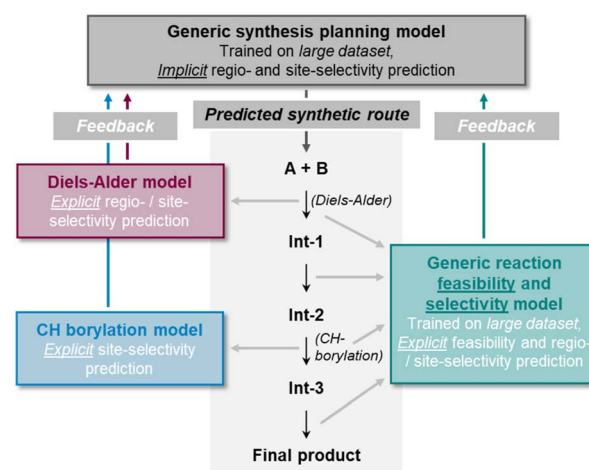 Generic synthesis planning model
Trained on large dataset,
Implicit regio- and site-selectivity prediction
Feedback
Predicted synthetic route
Feedback
A + B
Diels-Alder model
Explicit regio- / site-
selectivity prediction
(Diels-Alder)
Int-1
Generic reaction
feasibility and
selectivity model
Trained on large dataset,
Explicit feasibility and regio-
/ site-selectivity prediction
Int-2
CH borylation model
Explicit site-selectivity
prediction
(CH-
borylation)
Int-3
Final product